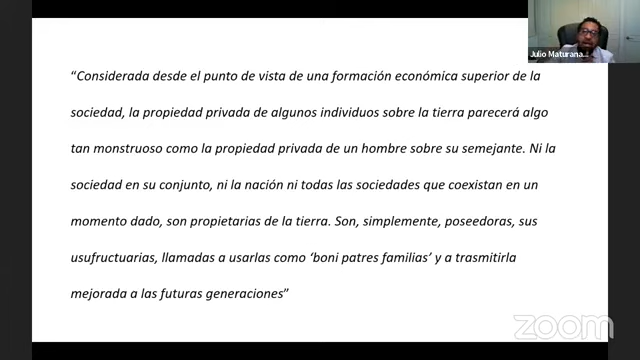 Julio Maturana
“Considerada desde el punto de vista de una formación económica superior de la
sociedad, la propiedad privada de algunos individuos sobre la tierra parecerá algo
tan monstruoso como la propiedad privada de un hombre sobre su semejante. Ni la
sociedad en su conjunto, ni la nación ni todas las sociedades que coexistan en un
momento dado, son propietarias de la tierra. Son, simplemente, poseedoras, sus
usufructuarias, llamadas a usarlas como ‘boni patres familias’ y a trasmitirla
mejorada a las futuras generaciones”
zoom